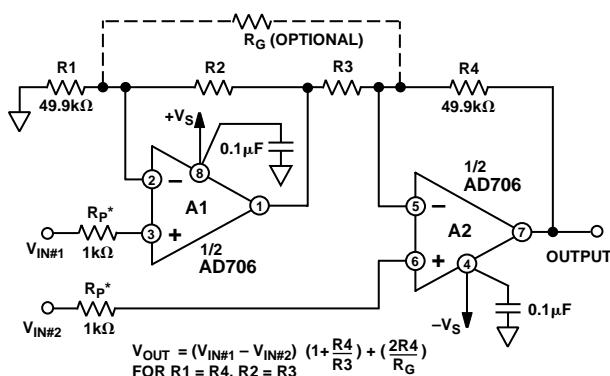 R_G (OPTIONAL)
R1
49.9kΩ
R2
R3
R4
49.9kΩ
+V_S
0.1µF
8
2
−
A1
1
3
+
1/2
AD706
R_P*
1kΩ
V_IN#1
1/2
AD706
5
−
A2
7
6
+
4
OUTPUT
−V_S
0.1µF
R_P*
1kΩ
V_IN#2
V_OUT = (V_IN#1 – V_IN#2) (1+ R4/R3) + (2R4/R_G)
FOR R1 = R4, R2 = R3